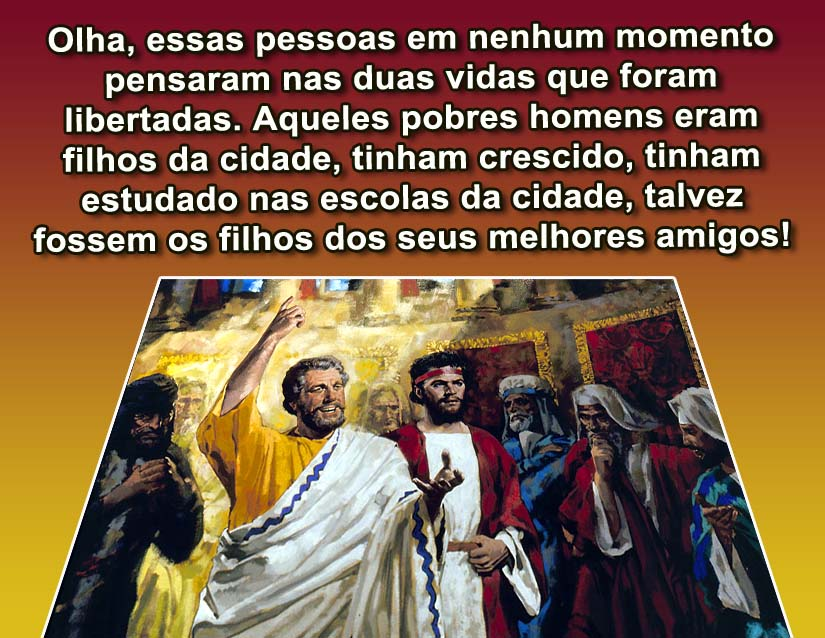 Olha, essas pessoas em nenhum momento
pensaram nas duas vidas que foram
libertadas. Aqueles pobres homens eram
filhos da cidade, tinham crescido, tinham
estudado nas escolas da cidade, talvez
fossem os filhos dos seus melhores amigos!